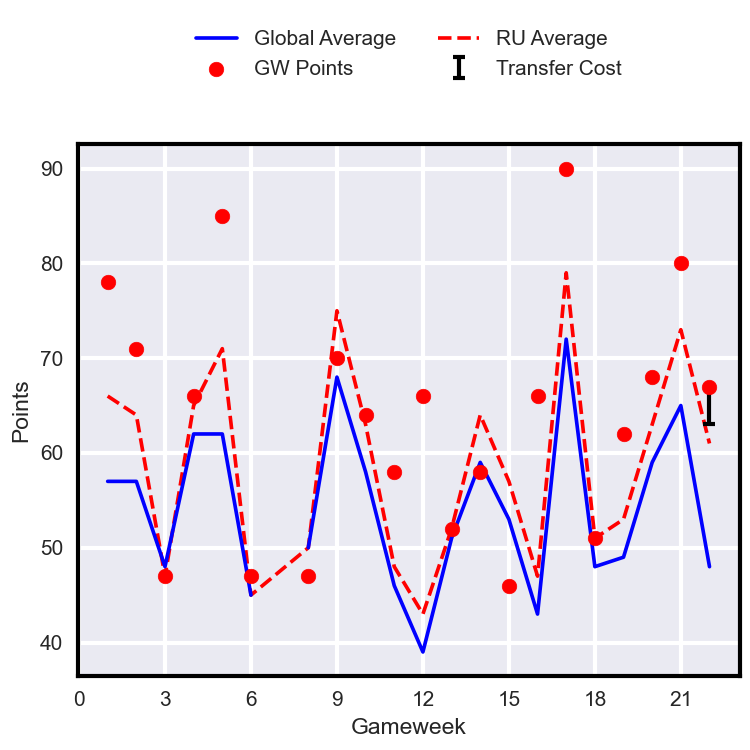 Global Average
RU Average
GW Points
Transfer Cost
90
80
70
60
50
40
Points
0 3 6 9 12 15 18 21
Gameweek